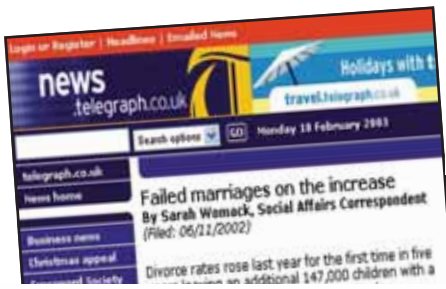 Login or Register | Headlines | Emailed News
news
.telegraph.co.uk
Holidays with t
travel.telegraph.co.uk
Search options GO Monday 10 February 2003
telegraph.co.uk
News home
Business news
Christmas appeal
Society
Failed marriages on the increase
By Sarah Womack, Social Affairs Correspondent
(Filed: 06/11/2002)
Divorce rates rose last year for the first time in five
leaving an additional 147,000 children with a